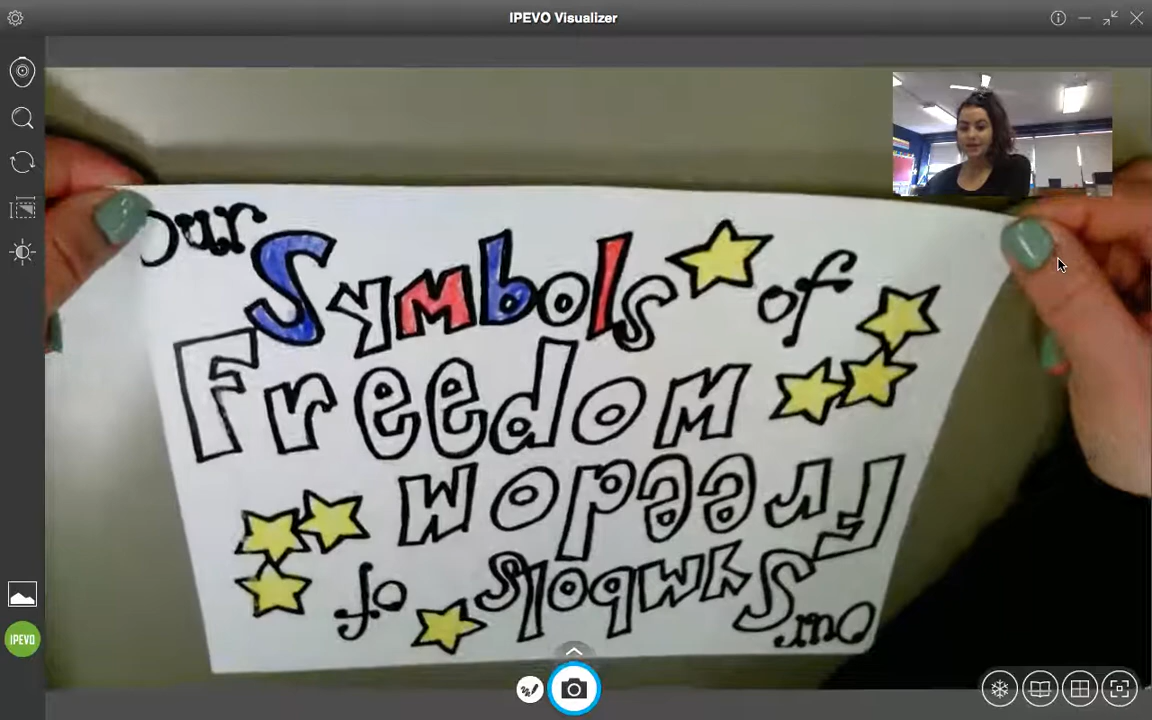 IPEVO Visualizer
Our
Symbols of
Freedom
Freedom
Symbols of
Our
IPEVO